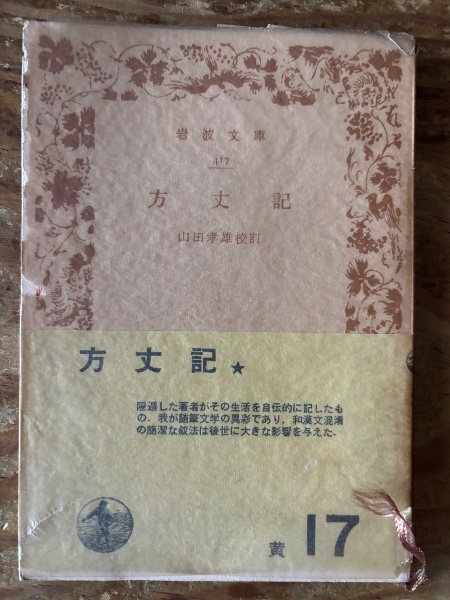 岩波文庫
417
方丈記
山田孝雄校訂
方丈記★
隠遁した著者がその生活を自伝的に記したも
の．我が随筆文学の異彩であり，和漢文混淆
の簡潔な叙法は後世に大きな影響を与えた．
黄 17